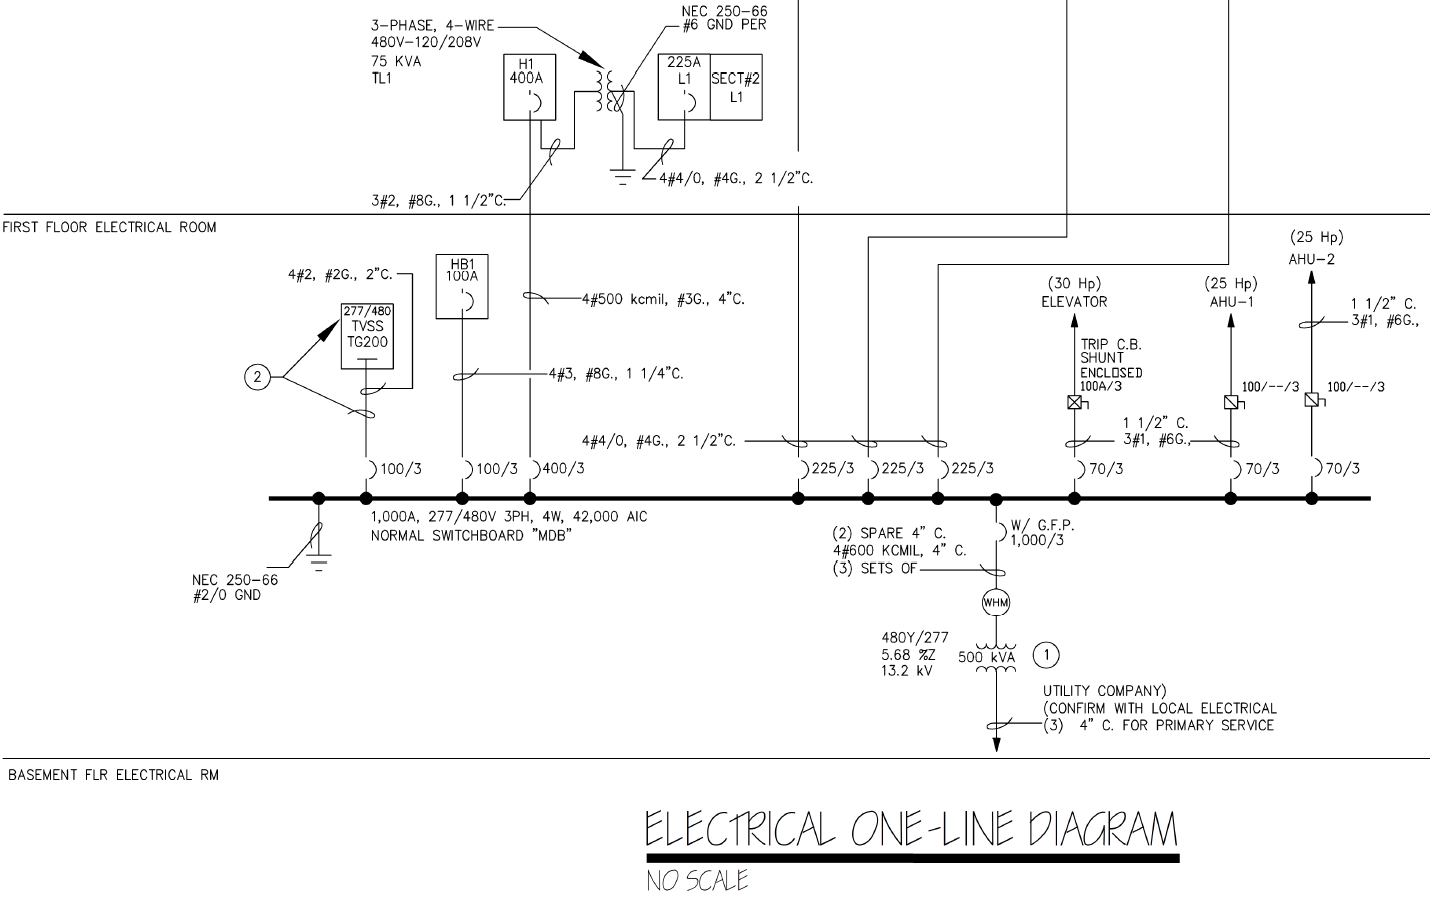 3-PHASE, 4-WIRE
480V-120/208V
75 KVA
TL1
NEC 250-66
#6 GND PER
H1
400A
225A
L1
SECT#2
L1
4#4/0, #4G., 2 1/2"C.
3#2, #8G., 1 1/2"C.
FIRST FLOOR ELECTRICAL ROOM
4#2, #2G., 2"C.
HB1
100A
277/480
TVSS
TG200
2
4#500 kcmil, #3G., 4"C.
4#3, #8G., 1 1/4"C.
(30 Hp)
ELEVATOR
(25 Hp)
AHU-1
(25 Hp)
AHU-2
1 1/2" C.
3#1, #6G.,
TRIP C.B.
SHUNT
ENCLOSED
100A/3
100/--/3
100/--/3
4#4/0, #4G., 2 1/2"C.
1 1/2" C.
3#1, #6G.,
100/3
100/3
400/3
225/3
225/3
225/3
70/3
70/3
70/3
1,000A, 277/480V 3PH, 4W, 42,000 AIC
NORMAL SWITCHBOARD "MDB"
NEC 250-66
#2/0 GND
(2) SPARE 4" C.
4#600 KCMIL, 4" C.
(3) SETS OF
W/ G.F.P.
1,000/3
WHM
480Y/277
5.68 %Z
13.2 kV
500 kVA
1
UTILITY COMPANY)
(CONFIRM WITH LOCAL ELECTRICAL
(3) 4" C. FOR PRIMARY SERVICE
BASEMENT FLR ELECTRICAL RM
ELECTRICAL ONE-LINE DIAGRAM
NO SCALE